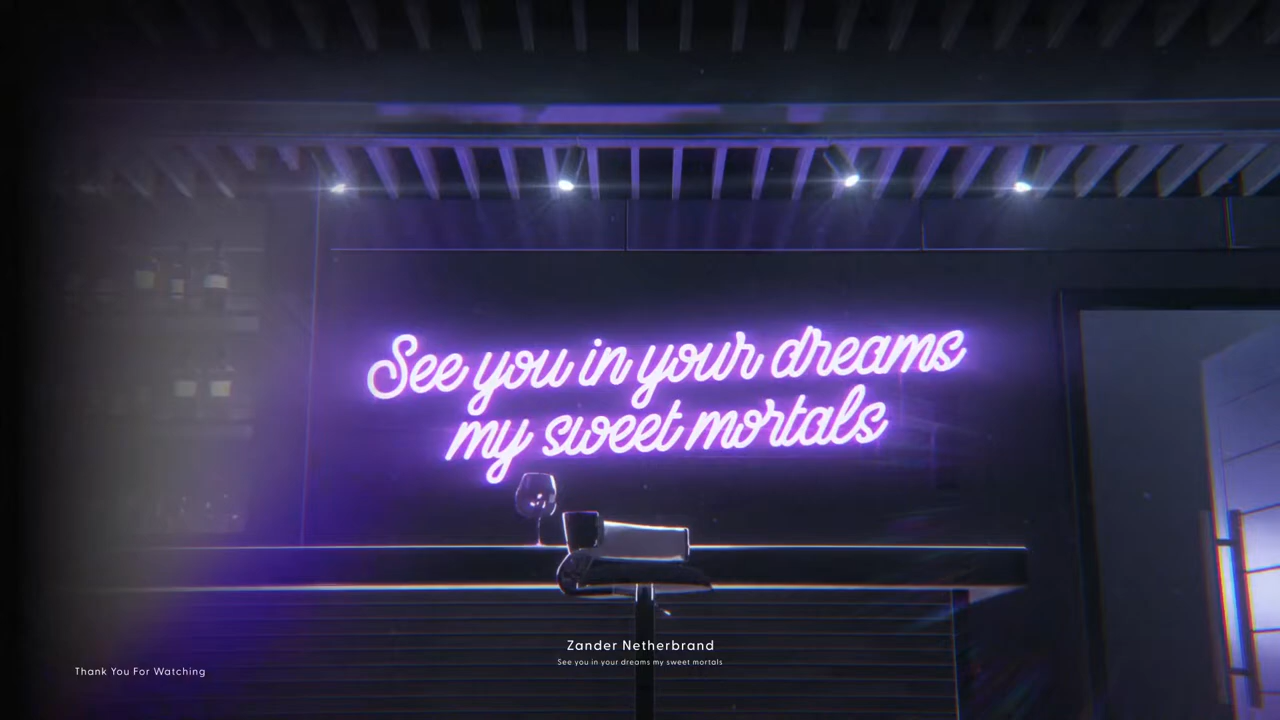 See you in your dreams
my sweet mortals
Zander Netherbrand
See you in your dreams my sweet mortals
Thank You For Watching